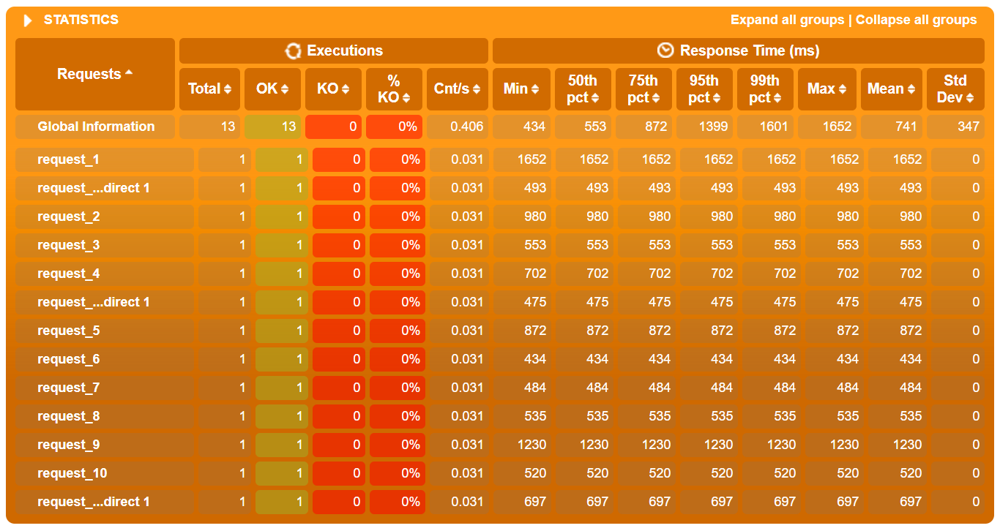 STATISTICS Expand all groups | Collapse all groups
Requests Executions Response Time (ms)
Total OK KO % KO Cnt/s Min 50th pct 75th pct 95th pct 99th pct Max Mean Std Dev
Global Information 13 13 0 0% 0.406 434 553 872 1399 1601 1652 741 347
request_1 1 1 0 0% 0.031 1652 1652 1652 1652 1652 1652 1652 0
request_...direct 1 1 1 0 0% 0.031 493 493 493 493 493 493 493 0
request_2 1 1 0 0% 0.031 980 980 980 980 980 980 980 0
request_3 1 1 0 0% 0.031 553 553 553 553 553 553 553 0
request_4 1 1 0 0% 0.031 702 702 702 702 702 702 702 0
request_...direct 1 1 1 0 0% 0.031 475 475 475 475 475 475 475 0
request_5 1 1 0 0% 0.031 872 872 872 872 872 872 872 0
request_6 1 1 0 0% 0.031 434 434 434 434 434 434 434 0
request_7 1 1 0 0% 0.031 484 484 484 484 484 484 484 0
request_8 1 1 0 0% 0.031 535 535 535 535 535 535 535 0
request_9 1 1 0 0% 0.031 1230 1230 1230 1230 1230 1230 1230 0
request_10 1 1 0 0% 0.031 520 520 520 520 520 520 520 0
request_...direct 1 1 1 0 0% 0.031 697 697 697 697 697 697 697 0